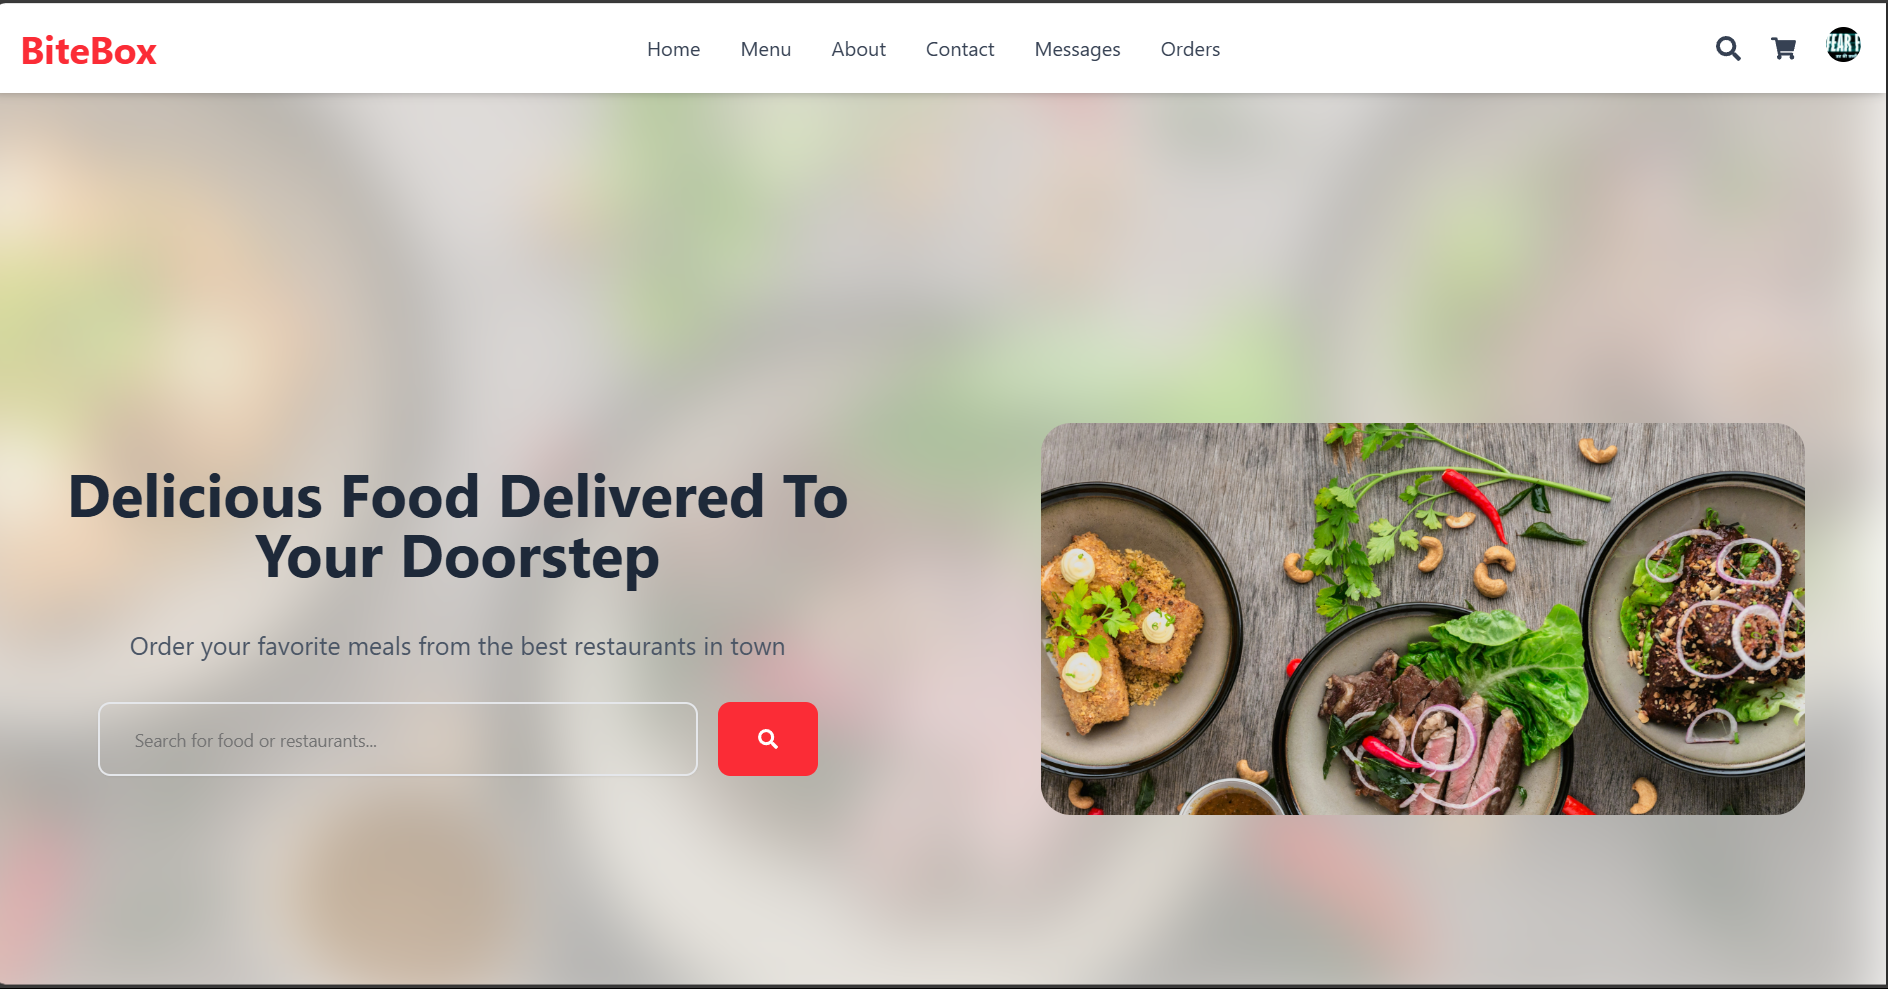 BiteBox
Home Menu About Contact Messages Orders
Delicious Food Delivered To
Your Doorstep
Order your favorite meals from the best restaurants in town
Search for food or restaurants...